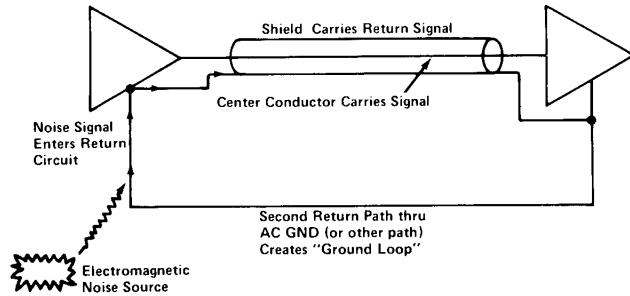 Shield Carries Return Signal
Center Conductor Carries Signal
Noise Signal
Enters Return
Circuit
Second Return Path thru
AC GND (or other path)
Creates "Ground Loop"
Electromagnetic
Noise Source